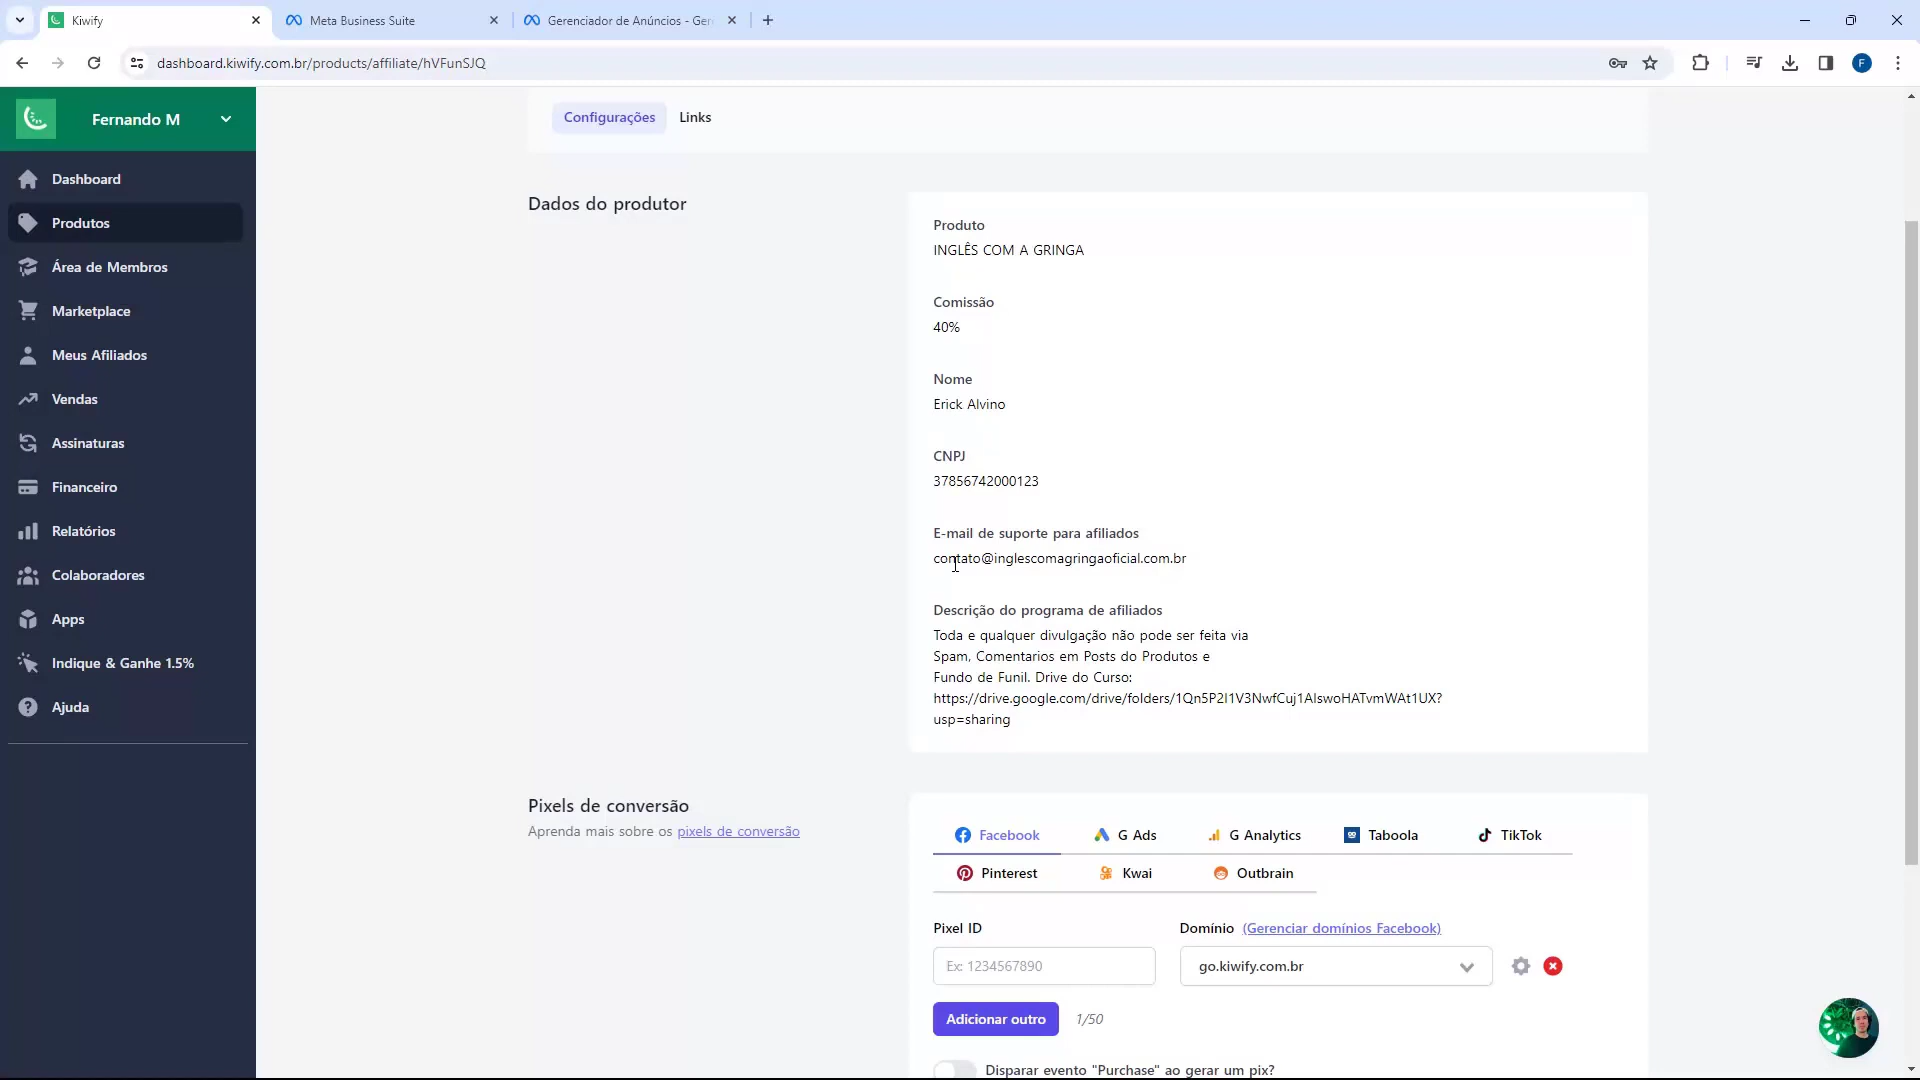 Kiwify
Meta Business Suite
Gerenciador de Anúncios - Ger
dashboard.kiwify.com.br/products/affiliate/hVFunSJQ
F
Fernando M
Configurações
Links
Dashboard
Produtos
Área de Membros
Marketplace
Meus Afiliados
Vendas
Assinaturas
Financeiro
Relatórios
Colaboradores
Apps
Indique & Ganhe 1.5%
Ajuda
Dados do produtor
Produto
INGLÊS COM A GRINGA
Comissão
40%
Nome
Erick Alvino
CNPJ
37856742000123
E-mail de suporte para afiliados
contato@inglescomagringaoficial.com.br
Descrição do programa de afiliados
Toda e qualquer divulgação não pode ser feita via
Spam, Comentarios em Posts do Produtos e
Fundo de Funil. Drive do Curso:
https://drive.google.com/drive/folders/1Qn5P2I1V3NwfCuj1AIswoHATvmWAt1UX?
usp=sharing
Pixels de conversão
Aprenda mais sobre os pixels de conversão
Facebook
G Ads
G Analytics
Taboola
TikTok
Pinterest
Kwai
Outbrain
Pixel ID
Domínio (Gerenciar domínios Facebook)
Ex: 1234567890
go.kiwify.com.br
Adicionar outro
1/50
Disparar evento "Purchase" ao gerar um pix?